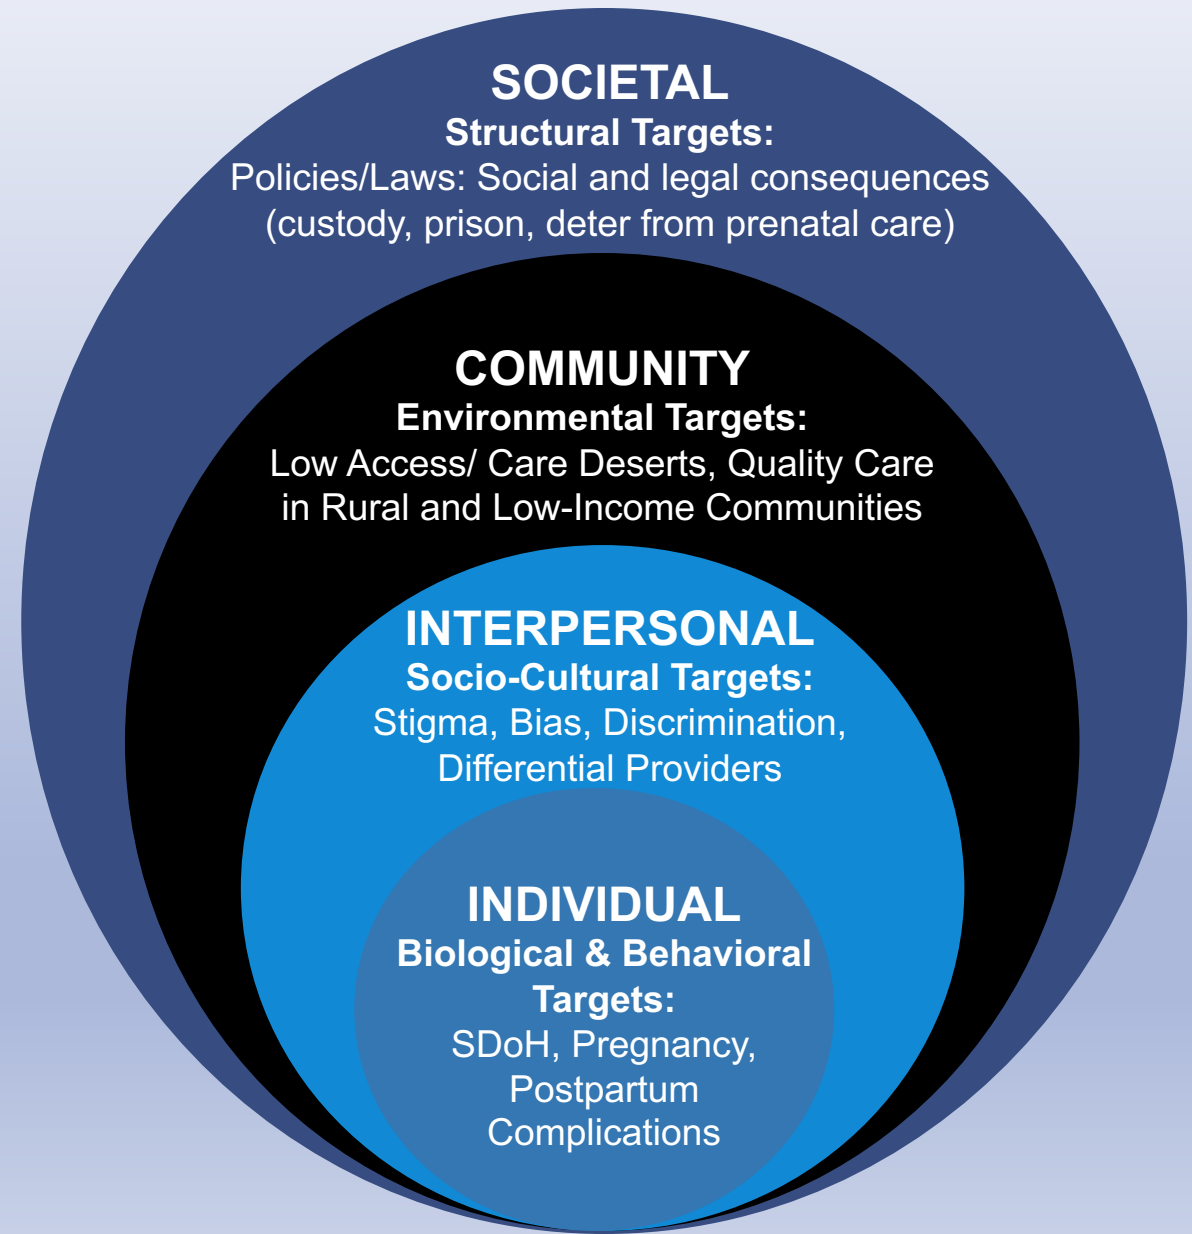 SOCIETAL
Structural Targets:
Policies/Laws: Social and legal consequences
(custody, prison, deter from prenatal care)
COMMUNITY
Environmental Targets:
Low Access/ Care Deserts, Quality Care
in Rural and Low-Income Communities
INTERPERSONAL
Socio-Cultural Targets:
Stigma, Bias, Discrimination,
Differential Providers
INDIVIDUAL
Biological & Behavioral
Targets:
SDoH, Pregnancy,
Postpartum
Complications